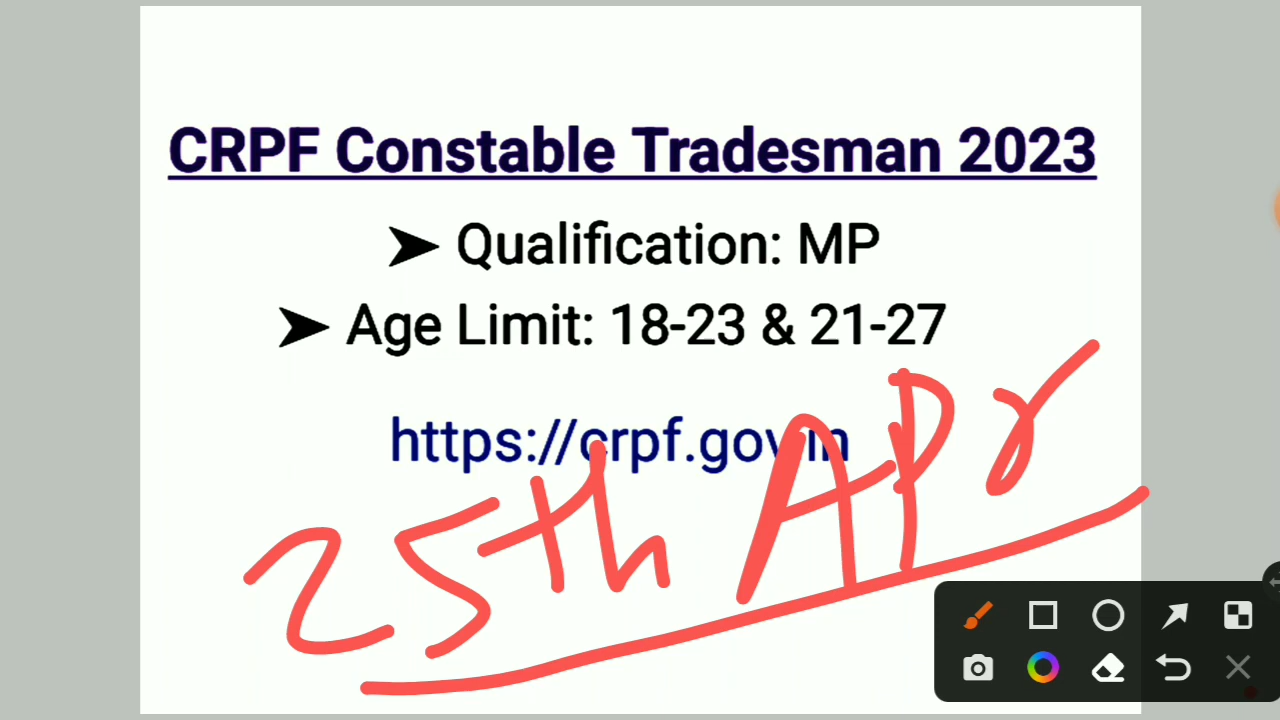 CRPF Constable Tradesman 2023
➤ Qualification: MP
➤ Age Limit: 18-23 & 21-27
https://crpf.gov.in
25th APr